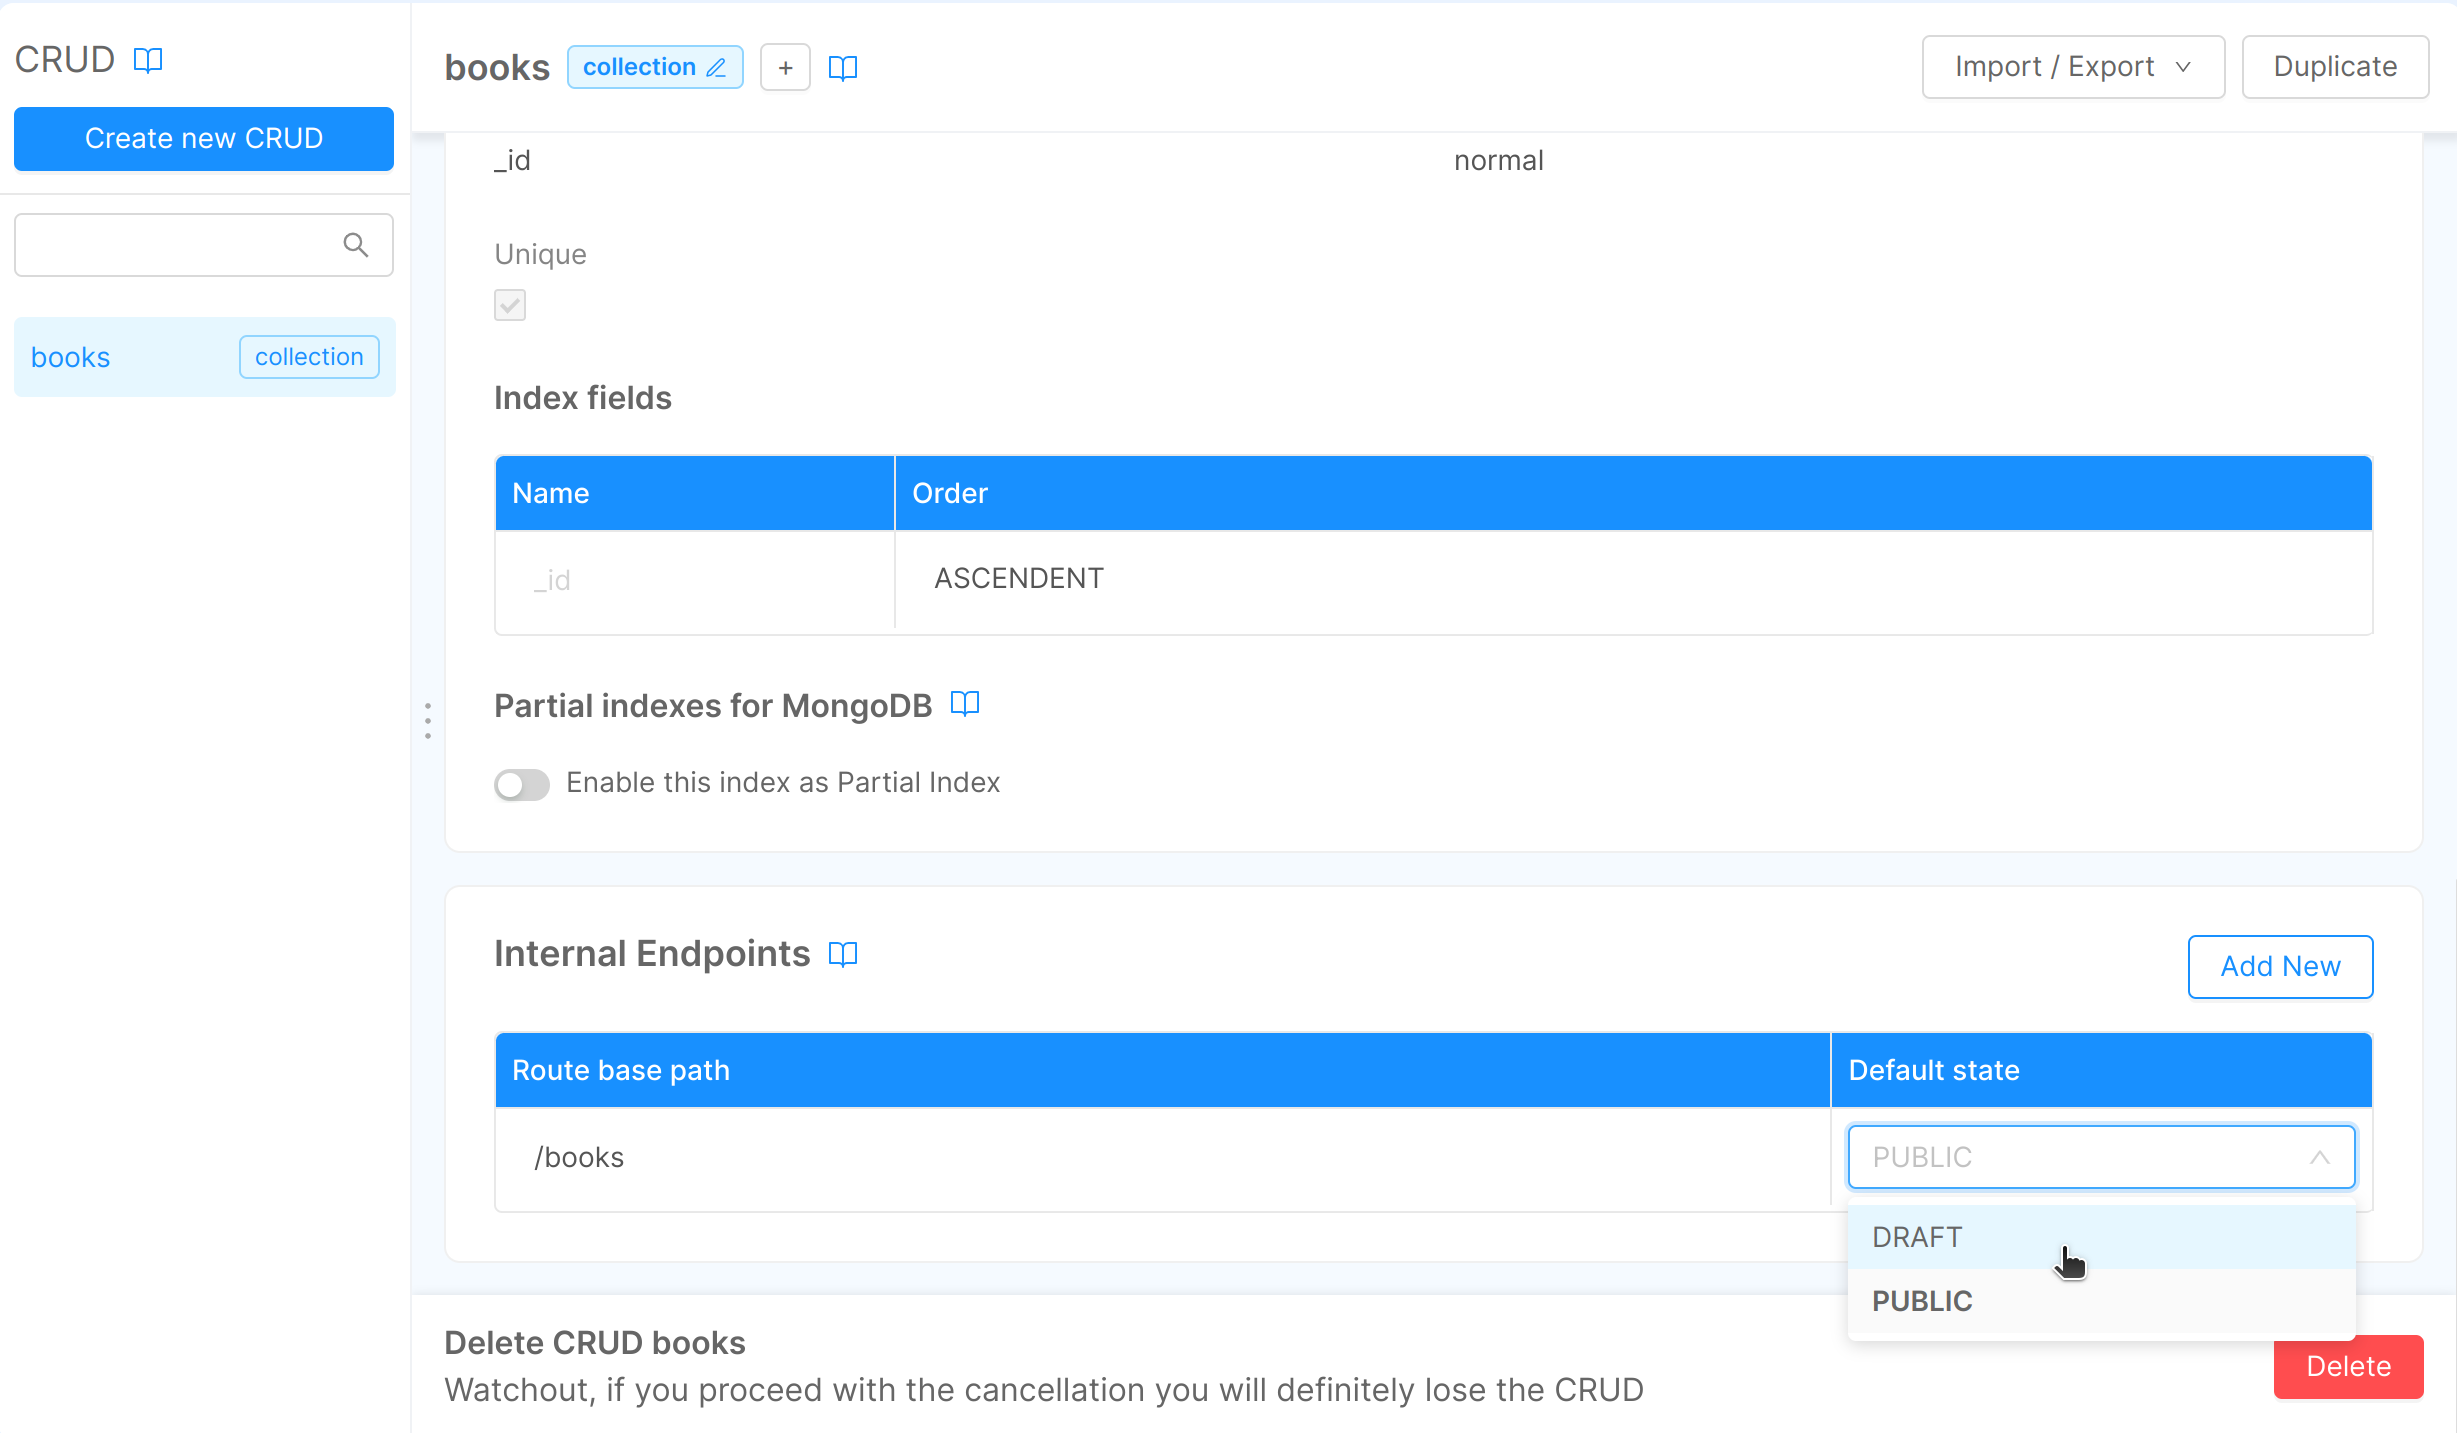 CRUD
Create new CRUD
books collection
books collection +
Import / Export Duplicate
_id normal
Unique
Index fields
Name Order
_id ASCENDENT
Partial indexes for MongoDB
Enable this index as Partial Index
Internal Endpoints
Add New
Route base path Default state
/books PUBLIC
DRAFT
PUBLIC
Delete CRUD books
Watchout, if you proceed with the cancellation you will definitely lose the CRUD
Delete